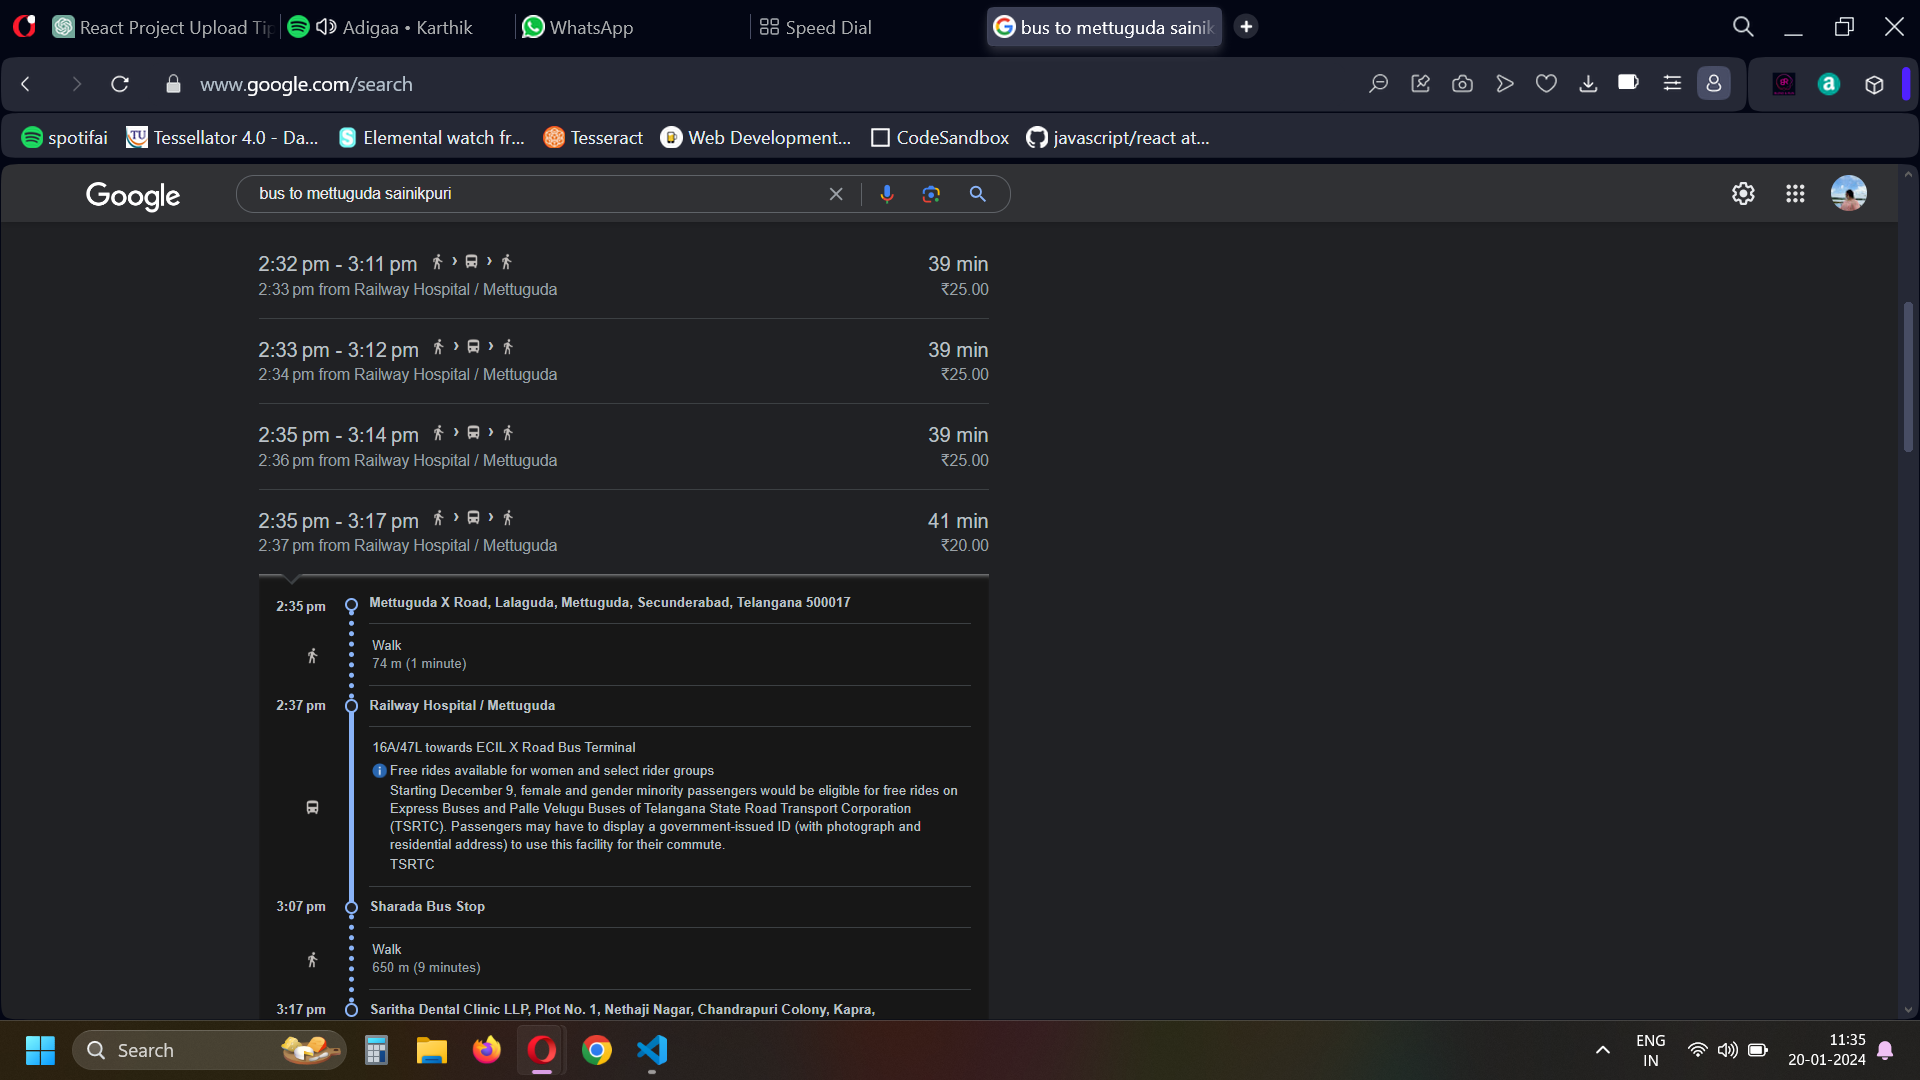 React Project Upload Tip
Adigaa • Karthik
WhatsApp
Speed Dial
bus to mettuguda sainik
www.google.com/search
spotifai
Tessellator 4.0 - Da...
Elemental watch fr...
Tesseract
Web Development...
CodeSandbox
javascript/react at...
Google
bus to mettuguda sainikpuri
2:32 pm - 3:11 pm
39 min
2:33 pm from Railway Hospital / Mettuguda
₹25.00
2:33 pm - 3:12 pm
39 min
2:34 pm from Railway Hospital / Mettuguda
₹25.00
2:35 pm - 3:14 pm
39 min
2:36 pm from Railway Hospital / Mettuguda
₹25.00
2:35 pm - 3:17 pm
41 min
2:37 pm from Railway Hospital / Mettuguda
₹20.00
2:35 pm
Mettuguda X Road, Lalaguda, Mettuguda, Secunderabad, Telangana 500017
Walk
74 m (1 minute)
2:37 pm
Railway Hospital / Mettuguda
16A/47L towards ECIL X Road Bus Terminal
Free rides available for women and select rider groups
Starting December 9, female and gender minority passengers would be eligible for free rides on
Express Buses and Palle Velugu Buses of Telangana State Road Transport Corporation
(TSRTC). Passengers may have to display a government-issued ID (with photograph and
residential address) to use this facility for their commute.
TSRTC
3:07 pm
Sharada Bus Stop
Walk
650 m (9 minutes)
3:17 pm
Saritha Dental Clinic LLP, Plot No. 1, Nethaji Nagar, Chandrapuri Colony, Kapra,
Search
ENG
IN
11:35
20-01-2024